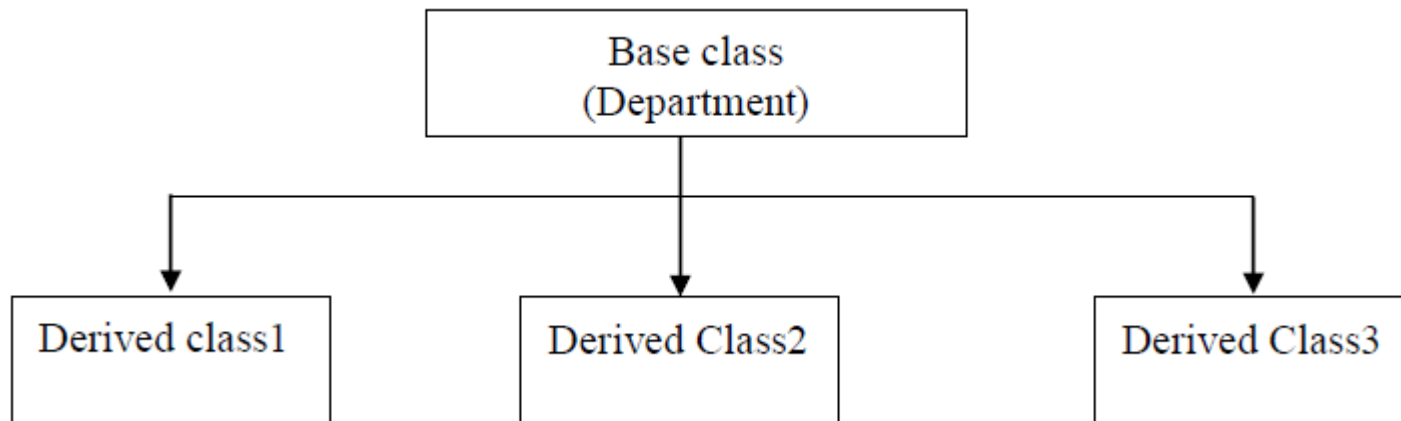 Base class
(Department)
Derived class1
Derived Class2
Derived Class3